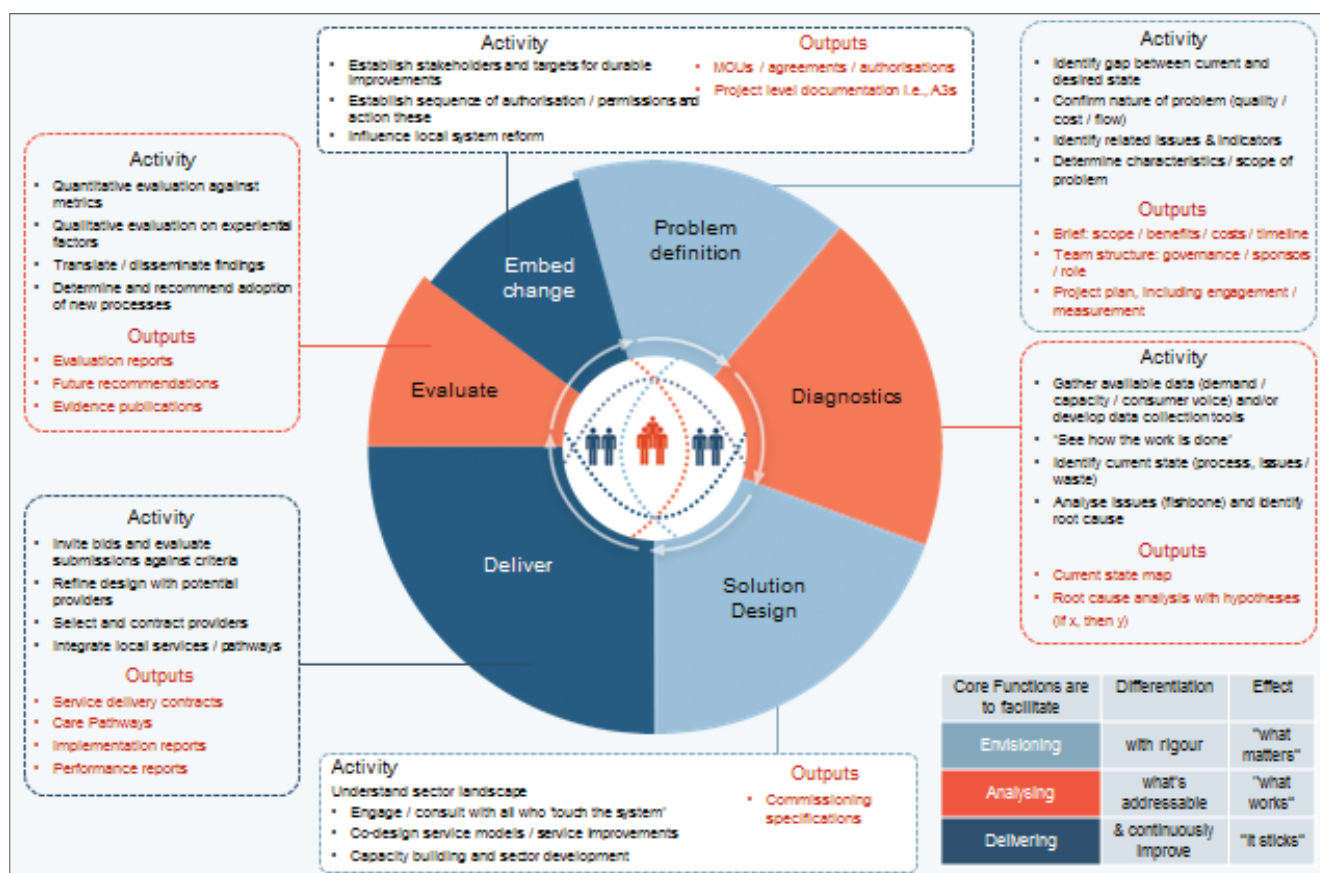 Activity
▪ Establish stakeholders and targets for durable
improvements
▪ Establish sequence of authorisation / permissions and
action these
▪ Influence local system reform
Outputs
▪ MOUs / agreements / authorisations
▪ Project level documentation i.e., A3s
Activity
▪ Identify gap between current and
desired state
▪ Confirm nature of problem (quality /
cost / flow)
▪ Identify related issues & indicators
▪ Determine characteristics / scope of
problem
Outputs
▪ Brief: scope / benefits / costs / timeline
▪ Team structure: governance / sponsors
/ role
▪ Project plan, including engagement /
measurement
Activity
▪ Quantitative evaluation against
metrics
▪ Qualitative evaluation on experiential
factors
▪ Translate / disseminate findings
▪ Determine and recommend adoption
of new processes
Outputs
▪ Evaluation reports
▪ Future recommendations
▪ Evidence publications
Problem
definition
Embed
change
Evaluate
Diagnostics
Deliver
Solution
Design
Activity
▪ Gather available data (demand /
capacity / consumer voice) and/or
develop data collection tools
▪ "See how the work is done"
▪ Identify current state (process, issues /
waste)
▪ Analyse issues (fishbone) and identify
root cause
Outputs
▪ Current state map
▪ Root cause analysis with hypotheses
(if x, then y)
Activity
▪ Invite bids and evaluate
submissions against criteria
▪ Refine design with potential
providers
▪ Select and contract providers
▪ Integrate local services / pathways
Outputs
▪ Service delivery contracts
▪ Care Pathways
▪ Implementation reports
▪ Performance reports
Activity
Understand sector landscape
▪ Engage / consult with all who 'touch the system'
▪ Co-design service models / service improvements
▪ Capacity building and sector development
Outputs
▪ Commissioning
specifications
Core Functions are
to facilitate
Differentiation
Effect
Envisioning
with rigour
"what
matters"
Analysing
what's
addressable
"what
works"
Delivering
& continuously
improve
"it sticks"